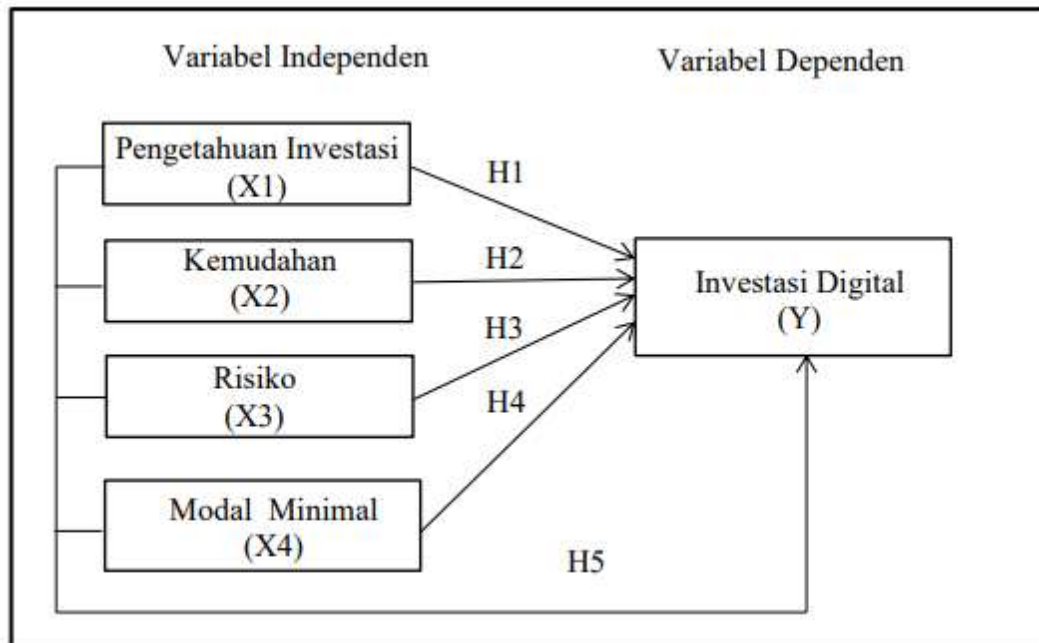 Variabel Independen
Variabel Dependen
Pengetahuan Investasi
(X1)
H1
Kemudahan
(X2)
H2
Investasi Digital
(Y)
H3
Risiko
(X3)
H4
Modal Minimal
(X4)
H5